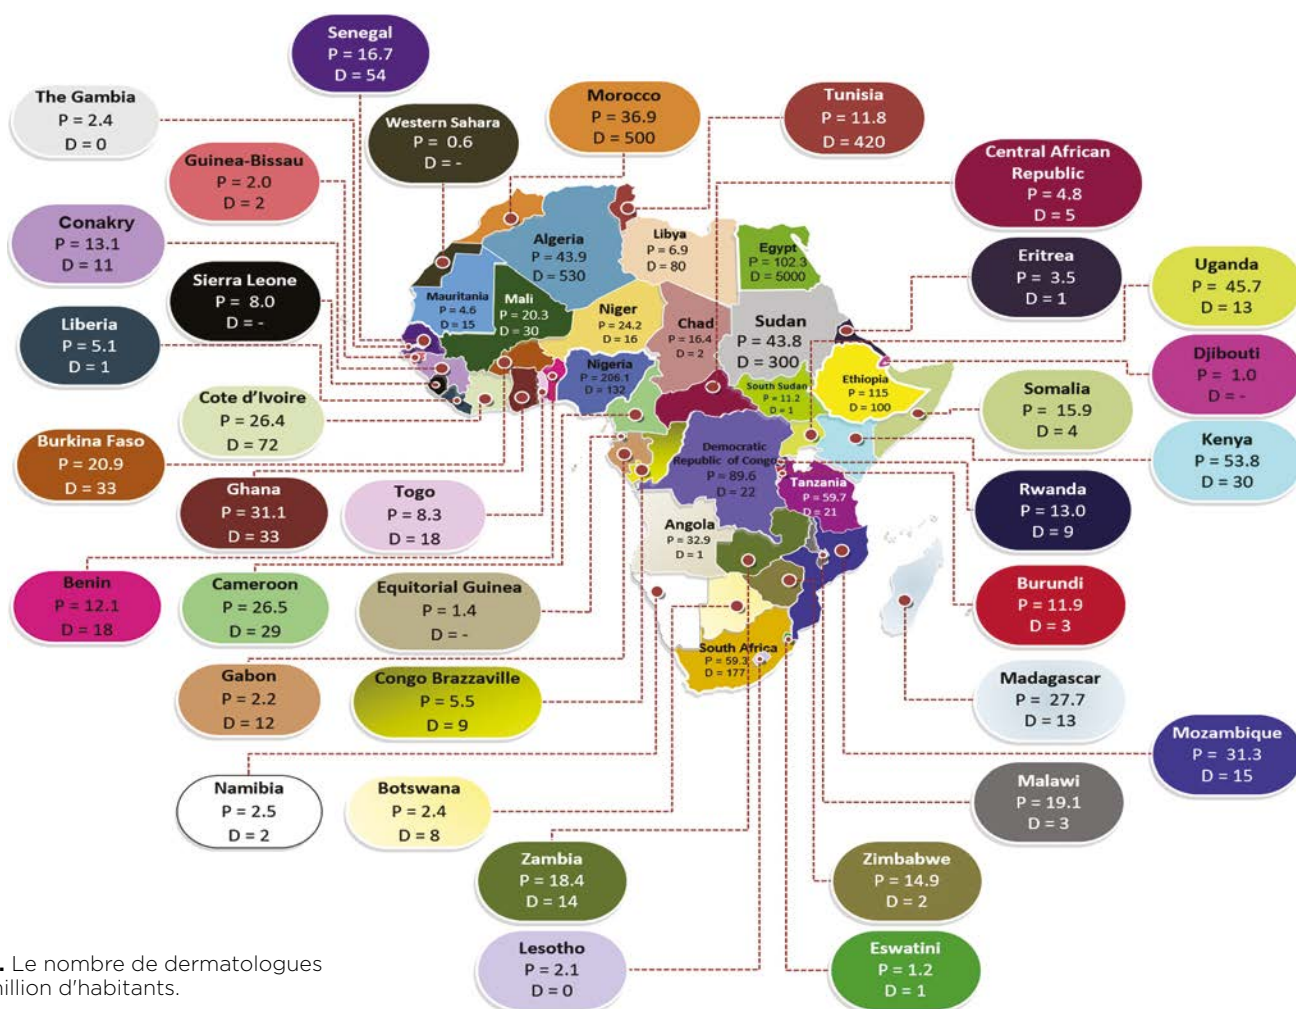 Senegal
P = 16.7
D = 54
The Gambia
P = 2.4
D = 0
Western Sahara
P = 0.6
D = -
Morocco
P = 36.9
D = 500
Tunisia
P = 11.8
D = 420
Central African
Republic
P = 4.8
D = 5
Guinea-Bissau
P = 2.0
D = 2
Conakry
P = 13.1
D = 11
Sierra Leone
P = 8.0
D = -
Liberia
P = 5.1
D = 1
Cote d'Ivoire
P = 26.4
D = 72
Burkina Faso
P = 20.9
D = 33
Ghana
P = 31.1
D = 33
Togo
P = 8.3
D = 18
Benin
P = 12.1
D = 18
Cameroon
P = 26.5
D = 29
Equitorial Guinea
P = 1.4
D = -
Gabon
P = 2.2
D = 12
Congo Brazzaville
P = 5.5
D = 9
Namibia
P = 2.5
D = 2
Botswana
P = 2.4
D = 8
Zambia
P = 18.4
D = 14
Lesotho
P = 2.1
D = 0
Algeria
P = 43.9
D = 530
Libya
P = 6.9
D = 80
Egypt
P = 102.3
D = 5000
Mauritania
P = 4.6
D = 15
Mali
P = 20.3
D = 30
Niger
P = 24.2
D = 16
Chad
P = 16.4
D = 2
Sudan
P = 43.8
D = 300
Nigeria
P = 206.1
D = 132
South Sudan
P = 11.2
D = 1
Ethiopia
P = 115
D = 100
Democratic
Republic of Congo
P = 89.6
D = 22
Tanzania
P = 59.7
D = 21
Angola
P = 32.9
D = 1
South Africa
P = 59.3
D = 177
Eritrea
P = 3.5
D = 1
Uganda
P = 45.7
D = 13
Djibouti
P = 1.0
D = -
Somalia
P = 15.9
D = 4
Kenya
P = 53.8
D = 30
Rwanda
P = 13.0
D = 9
Burundi
P = 11.9
D = 3
Madagascar
P = 27.7
D = 13
Mozambique
P = 31.3
D = 15
Malawi
P = 19.1
D = 3
Zimbabwe
P = 14.9
D = 2
Eswatini
P = 1.2
D = 1
. Le nombre de dermatologues
d'habitants.